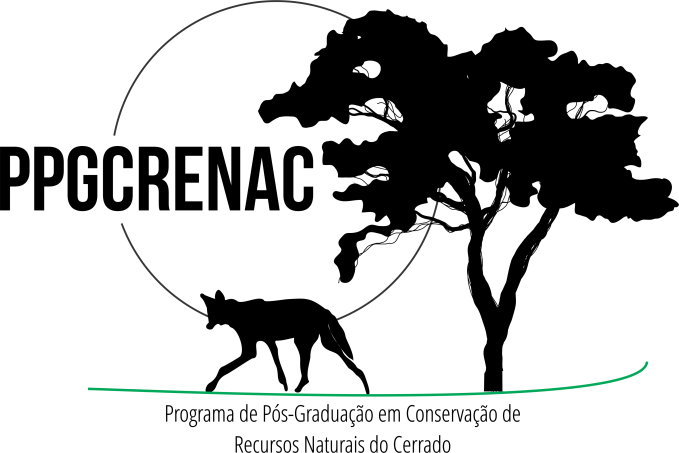 PPGCRENAC
Programa de Pós-Graduação em Conservação de
Recursos Naturais do Cerrado